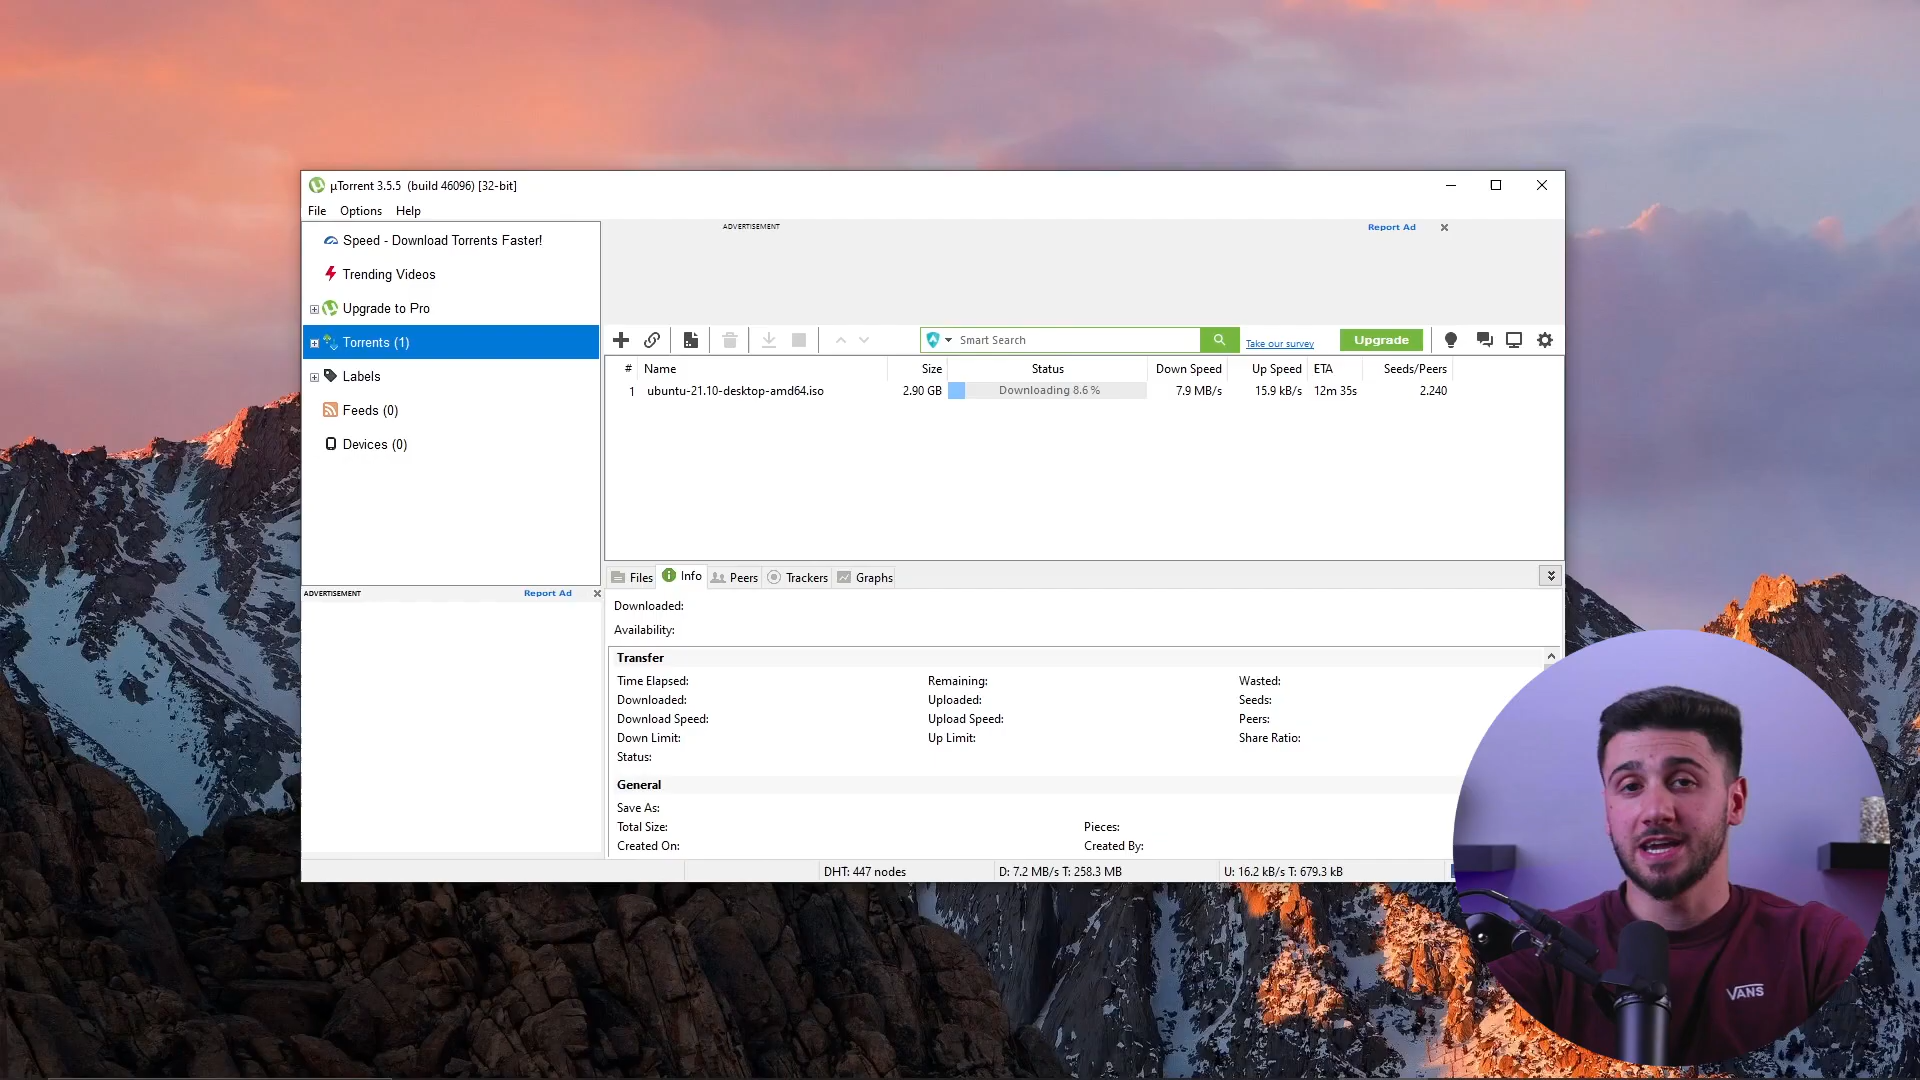 µTorrent 3.5.5 (build 46096) [32-bit]
File Options Help
Speed - Download Torrents Faster!
Trending Videos
Upgrade to Pro
Torrents (1)
Labels
Feeds (0)
Devices (0)
ADVERTISEMENT Report Ad
ADVERTISEMENT Report Ad
Smart Search
Take our survey
Upgrade
# Name Size Status Down Speed Up Speed ETA Seeds/Peers
1 ubuntu-21.10-desktop-amd64.iso 2.90 GB Downloading 8.6 % 7.9 MB/s 15.9 kB/s 12m 35s 2.240
Files Info Peers Trackers Graphs
Downloaded:
Availability:
Transfer
Time Elapsed: Remaining: Wasted:
Downloaded: Uploaded: Seeds:
Download Speed: Upload Speed: Peers:
Down Limit: Up Limit: Share Ratio:
Status:
General
Save As:
Total Size: Pieces:
Created On: Created By:
DHT: 447 nodes D: 7.2 MB/s T: 258.3 MB U: 16.2 kB/s T: 679.3 kB
VANS